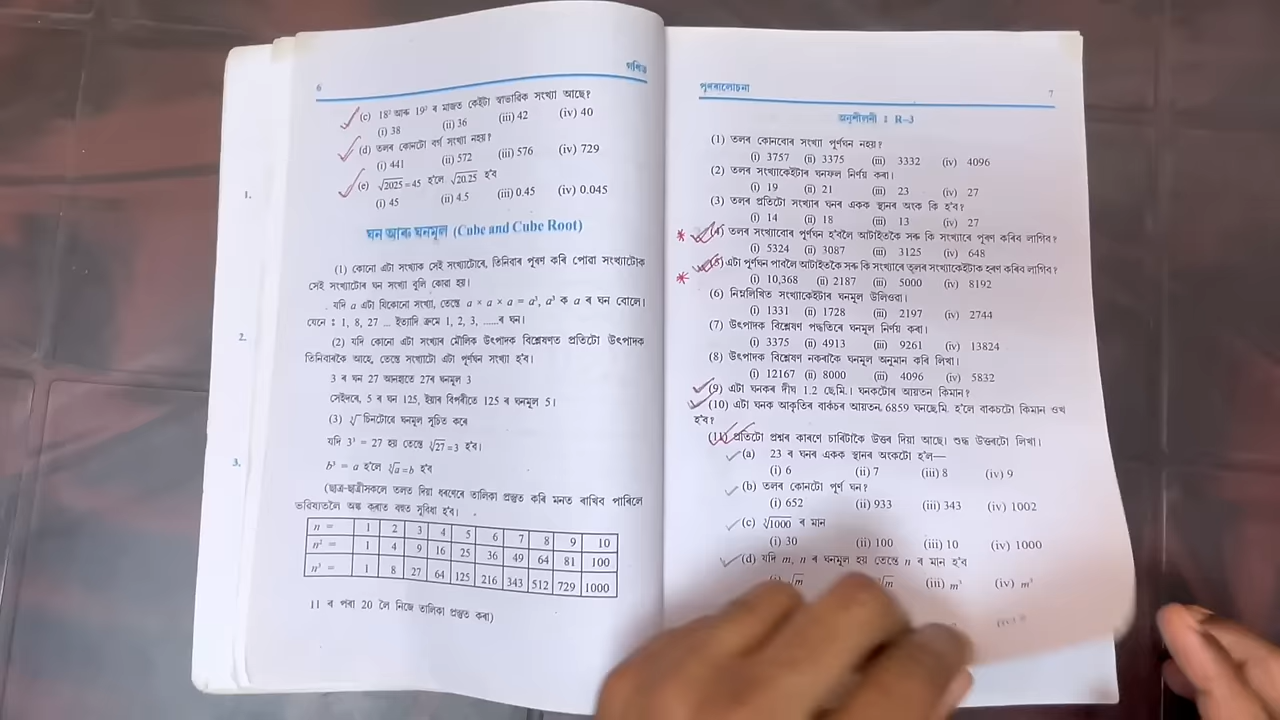 6
গণিত
(c) 18² আৰু 19² ৰ মাজত কেইটা স্বাভাৱিক সংখ্যা আছে?
(i) 38 (ii) 36 (iii) 42 (iv) 40
(d) তলৰ কোনটো বৰ্গ সংখ্যা নহয়?
(i) 441 (ii) 572 (iii) 576 (iv) 729
(e) √2025 = 45 হ'লে √20.25 হ'ব
(i) 45 (ii) 4.5 (iii) 0.45 (iv) 0.045
1.
ঘন আৰু ঘনমূল (Cube and Cube Root)
(1) কোনো এটা সংখ্যাক সেই সংখ্যাটোৰে, তিনিবাৰ পূৰণ কৰি পোৱা সংখ্যাটোক
সেই সংখ্যাটোৰ ঘন সংখ্যা বুলি কোৱা হয়।
যদি a এটা যিকোনো সংখ্যা, তেন্তে a × a × a = a³, a³ ক a ৰ ঘন বোলে।
যেনে : 1, 8, 27 ... ইত্যাদি ক্ৰমে 1, 2, 3, ......ৰ ঘন।
2.
(2) যদি কোনো এটা সংখ্যাৰ মৌলিক উৎপাদক বিশ্লেষণত প্ৰতিটো উৎপাদক
তিনিবাৰকৈ আহে, তেন্তে সংখ্যাটো এটা পূৰ্ণঘন সংখ্যা হ'ব।
3 ৰ ঘন 27 আনহাতে 27ৰ ঘনমূল 3
সেইদৰে, 5 ৰ ঘন 125, ইয়াৰ বিপৰীতে 125 ৰ ঘনমূল 5।
(3) ∛ চিনটোৱে ঘনমূল সূচিত কৰে
যদি 3³ = 27 হয় তেন্তে ∛27 = 3 হ'ব।
3.
b³ = a হ'লে ∛a = b হ'ব
(ছাত্ৰ-ছাত্ৰীসকলে তলত দিয়া ধৰণেৰে তালিকা প্ৰস্তুত কৰি মনত ৰাখিব পাৰিলে
ভৱিষ্যতলৈ অঙ্ক কৰাত বহুত সুবিধা হ'ব।
n = 1 2 3 4 5 6 7 8 9 10
n² = 1 4 9 16 25 36 49 64 81 100
n³ = 1 8 27 64 125 216 343 512 729 1000
11 ৰ পৰা 20 লৈ নিজে তালিকা প্ৰস্তুত কৰা)
পুনৰালোচনা
7
অনুশীলনী : R–3
(1) তলৰ কোনবোৰ সংখ্যা পূৰ্ণঘন নহয়?
(i) 3757 (ii) 3375 (iii) 3332 (iv) 4096
(2) তলৰ সংখ্যাকেইটাৰ ঘনফল নিৰ্ণয় কৰা।
(i) 19 (ii) 21 (iii) 23 (iv) 27
(3) তলৰ প্ৰতিটো সংখ্যাৰ ঘনৰ একক স্থানৰ অংক কি হ'ব?
(i) 14 (ii) 18 (iii) 13 (iv) 27
(4) তলৰ সংখ্যাবোৰ পূৰ্ণঘন হ'বলৈ আটাইতকৈ সৰু কি সংখ্যাৰে পূৰণ কৰিব লাগিব?
(i) 5324 (ii) 3087 (iii) 3125 (iv) 648
(5) এটা পূৰ্ণঘন পাবলৈ আটাইতকৈ সৰু কি সংখ্যাৰে তলৰ সংখ্যাকেইটাক হৰণ কৰিব লাগিব?
(i) 10,368 (ii) 2187 (iii) 5000 (iv) 8192
(6) নিম্নলিখিত সংখ্যাকেইটাৰ ঘনমূল উলিওৱা।
(i) 1331 (ii) 1728 (iii) 2197 (iv) 2744
(7) উৎপাদক বিশ্লেষণ পদ্ধতিৰে ঘনমূল নিৰ্ণয় কৰা।
(i) 3375 (ii) 4913 (iii) 9261 (iv) 13824
(8) উৎপাদক বিশ্লেষণ নকৰাকৈ ঘনমূল অনুমান কৰি লিখা।
(i) 12167 (ii) 8000 (iii) 4096 (iv) 5832
(9) এটা ঘনকৰ দীঘ 1.2 ছে.মি.। ঘনকটোৰ আয়তন কিমান?
(10) এটা ঘনক আকৃতিৰ বাকচৰ আয়তন 6859 ঘনছে.মি. হ'লে বাকচটো কিমান ওখ
হ'ব?
(11) প্ৰতিটো প্ৰশ্নৰ কাৰণে চাৰিটাকৈ উত্তৰ দিয়া আছে। শুদ্ধ উত্তৰটো লিখা।
(a) 23 ৰ ঘনৰ একক স্থানৰ অংকটো হ'ল—
(i) 6 (ii) 7 (iii) 8 (iv) 9
(b) তলৰ কোনটো পূৰ্ণ ঘন?
(i) 652 (ii) 933 (iii) 343 (iv) 1002
(c) ∛1000 ৰ মান
(i) 30 (ii) 100 (iii) 10 (iv) 1000
(d) যদি m, n ৰ ঘনমূল হয় তেন্তে n ৰ মান হ'ব
√m √m (iii) m³ (iv) m³